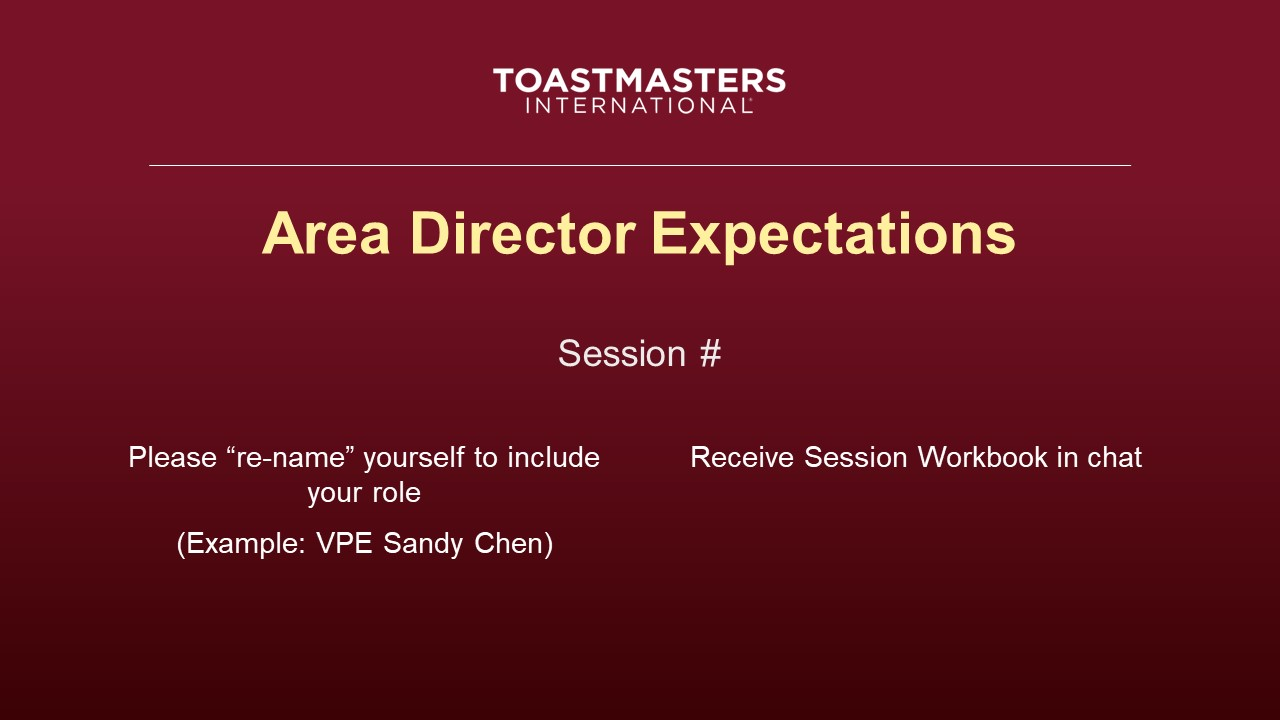 TOASTMASTERS
INTERNATIONAL
Area Director Expectations
Session #
Please “re-name” yourself to include
your role
(Example: VPE Sandy Chen)
Receive Session Workbook in chat